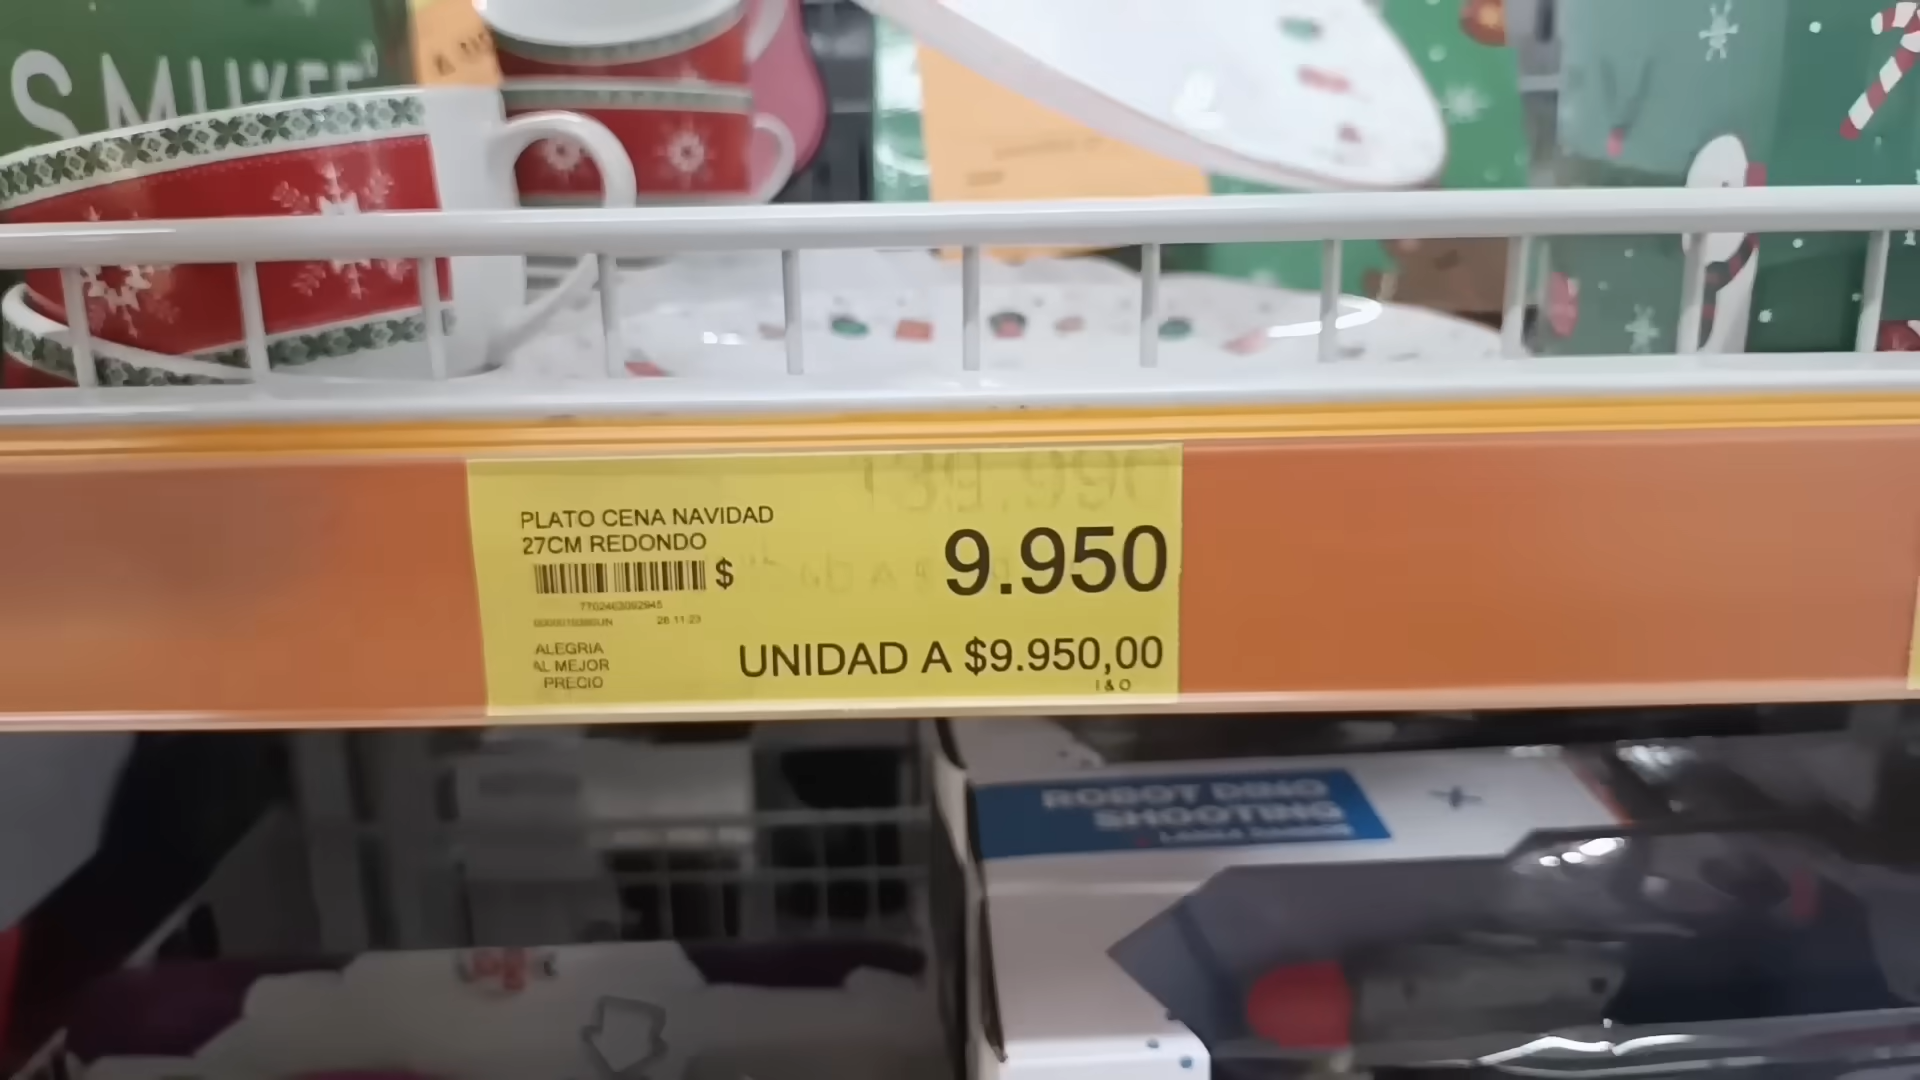 PLATO CENA NAVIDAD
27CM REDONDO
$ 9.950
7702463092945
26 11 23
ALEGRIA
AL MEJOR
PRECIO
UNIDAD A $9.950,00
I & O
ROBOT DINO
SHOOTING